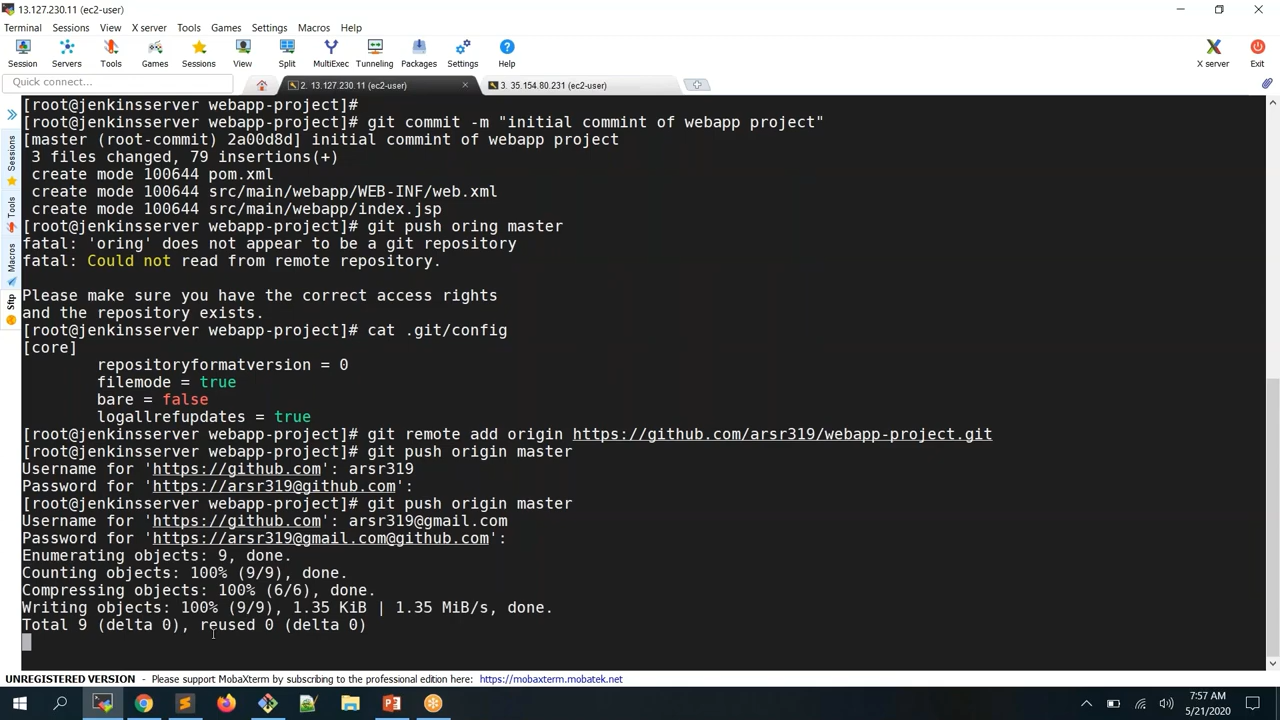 13.127.230.11 (ec2-user)
Terminal Sessions View X server Tools Games Settings Macros Help
Session Servers Tools Games Sessions View Split MultiExec Tunneling Packages Settings Help X server Exit
Quick connect...
2. 13.127.230.11 (ec2-user)
3. 35.154.80.231 (ec2-user)
Sessions
Tools
Macros
Sftp
[root@jenkinsserver webapp-project]#
[root@jenkinsserver webapp-project]# git commit -m "initial commint of webapp project"
[master (root-commit) 2a00d8d] initial commint of webapp project
3 files changed, 79 insertions(+)
create mode 100644 pom.xml
create mode 100644 src/main/webapp/WEB-INF/web.xml
create mode 100644 src/main/webapp/index.jsp
[root@jenkinsserver webapp-project]# git push oring master
fatal: 'oring' does not appear to be a git repository
fatal: Could not read from remote repository.
Please make sure you have the correct access rights
and the repository exists.
[root@jenkinsserver webapp-project]# cat .git/config
[core]
repositoryformatversion = 0
filemode = true
bare = false
logallrefupdates = true
[root@jenkinsserver webapp-project]# git remote add origin https://github.com/arsr319/webapp-project.git
[root@jenkinsserver webapp-project]# git push origin master
Username for 'https://github.com': arsr319
Password for 'https://arsr319@github.com':
[root@jenkinsserver webapp-project]# git push origin master
Username for 'https://github.com': arsr319@gmail.com
Password for 'https://arsr319@gmail.com@github.com':
Enumerating objects: 9, done.
Counting objects: 100% (9/9), done.
Compressing objects: 100% (6/6), done.
Writing objects: 100% (9/9), 1.35 KiB | 1.35 MiB/s, done.
Total 9 (delta 0), reused 0 (delta 0)
UNREGISTERED VERSION - Please support MobaXterm by subscribing to the professional edition here: https://mobaxterm.mobatek.net
7:57 AM
5/21/2020